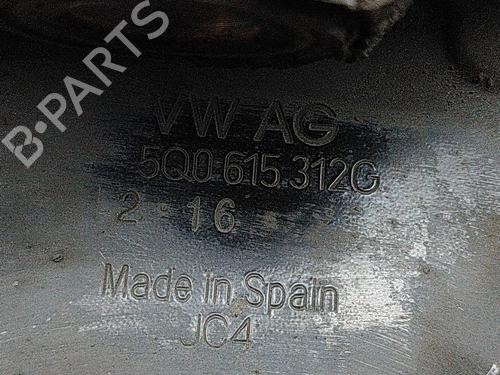 B-PARTS
VW AG
5Q0 615 312G
2-16
Made in Spain
JC4